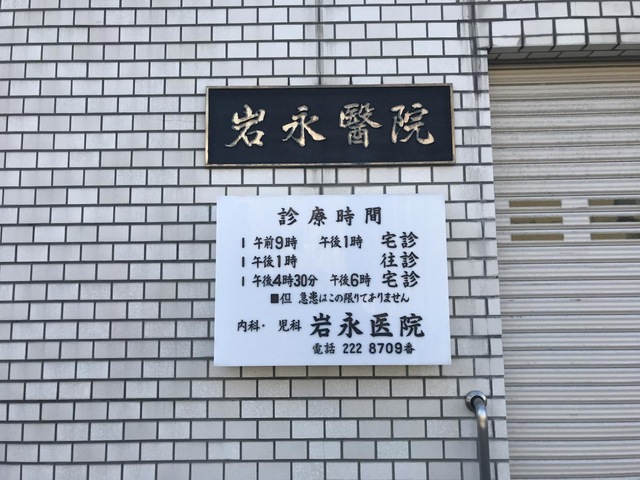 岩永醫院
診療時間
| 午前9時 午後1時 宅診
| 午後1時 往診
| 午後4時30分 午後6時 宅診
■但 急患はこの限りでありません
内科・児科 岩永医院
電話 222 8709番